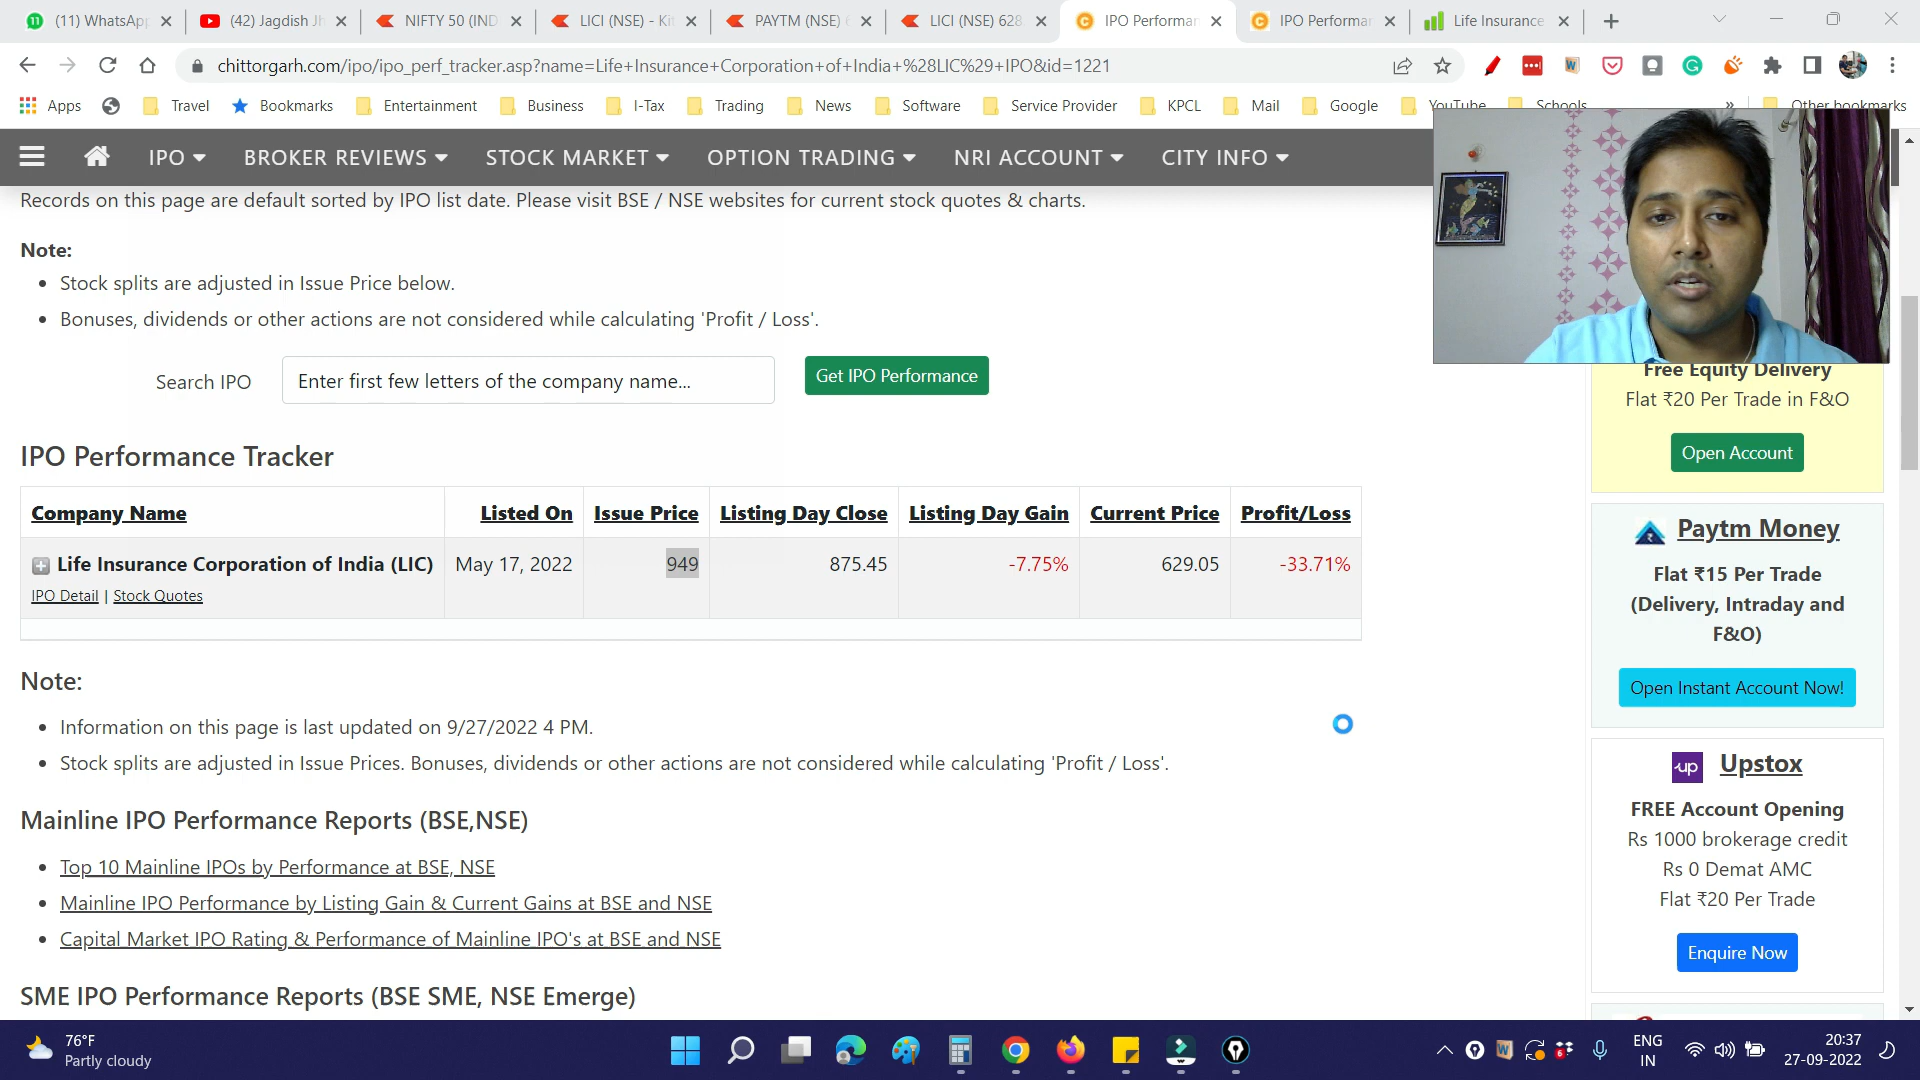 (11) WhatsApp
(42) Jagdish Jh
NIFTY 50 (IND
LICI (NSE) - Kit
PAYTM (NSE) 6
LICI (NSE) 628.
IPO Performan
IPO Performan
Life Insurance
chittorgarh.com/ipo/ipo_perf_tracker.asp?name=Life+Insurance+Corporation+of+India+%28LIC%29+IPO&id=1221
Apps
Travel
Bookmarks
Entertainment
Business
I-Tax
Trading
News
Software
Service Provider
KPCL
Mail
Google
YouTube
Schools
»
Other bookmarks
IPO
BROKER REVIEWS
STOCK MARKET
OPTION TRADING
NRI ACCOUNT
CITY INFO
Records on this page are default sorted by IPO list date. Please visit BSE / NSE websites for current stock quotes & charts.
Note:
Stock splits are adjusted in Issue Price below.
Bonuses, dividends or other actions are not considered while calculating 'Profit / Loss'.
Search IPO
Enter first few letters of the company name...
Get IPO Performance
IPO Performance Tracker
Company Name Listed On Issue Price Listing Day Close Listing Day Gain Current Price Profit/Loss
Life Insurance Corporation of India (LIC) May 17, 2022 949 875.45 -7.75% 629.05 -33.71%
IPO Detail | Stock Quotes
Note:
Information on this page is last updated on 9/27/2022 4 PM.
Stock splits are adjusted in Issue Prices. Bonuses, dividends or other actions are not considered while calculating 'Profit / Loss'.
Mainline IPO Performance Reports (BSE,NSE)
Top 10 Mainline IPOs by Performance at BSE, NSE
Mainline IPO Performance by Listing Gain & Current Gains at BSE and NSE
Capital Market IPO Rating & Performance of Mainline IPO's at BSE and NSE
SME IPO Performance Reports (BSE SME, NSE Emerge)
Free Equity Delivery
Flat ₹20 Per Trade in F&O
Open Account
Paytm Money
Flat ₹15 Per Trade
(Delivery, Intraday and
F&O)
Open Instant Account Now!
up
Upstox
FREE Account Opening
Rs 1000 brokerage credit
Rs 0 Demat AMC
Flat ₹20 Per Trade
Enquire Now
76°F
Partly cloudy
ENG
IN
20:37
27-09-2022